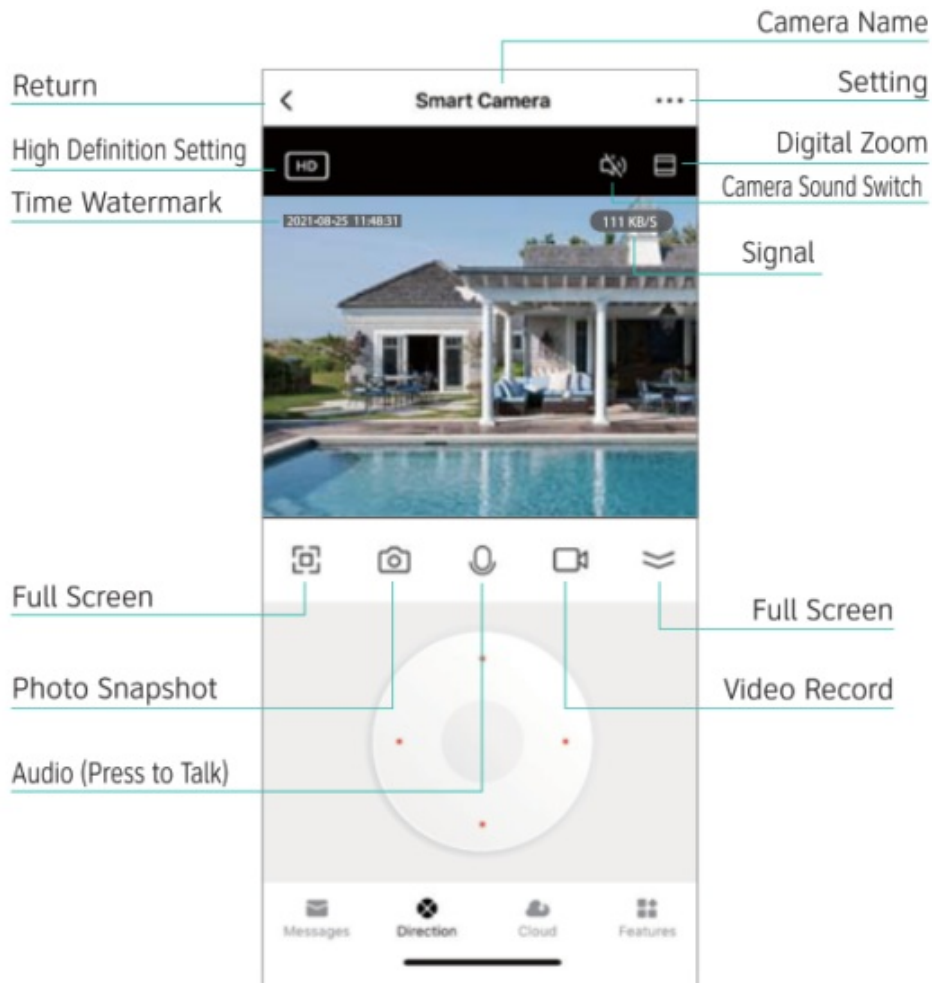 Camera Name
Return
Smart Camera
Setting
High Definition Setting
HD
Digital Zoom
Camera Sound Switch
Time Watermark
2021-08-25 11:48:31
111 KB/S
Signal
Full Screen
Full Screen
Photo Snapshot
Video Record
Audio (Press to Talk)
Messages
Direction
Cloud
Features